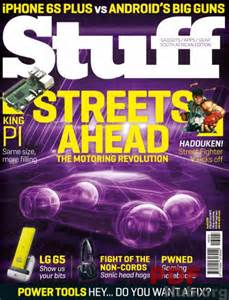 iPHONE 6S PLUS vs ANDROID'S BIG GUNS
Stuff
GADGETS / APPS / GEAR
SOUTH AFRICAN EDITION
KING
PI
Same size,
more filling
STREETS
AHEAD
THE MOTORING REVOLUTION
HADOUKEN!
Street Fighter
V kicks off
LG G5
Show us
your bits
FIGHT OF THE
NON-CORDS
Sonic head hogs
PWNED
Gaming
notebooks
POWER TOOLS HEY... DO YOU WANT A FIX?